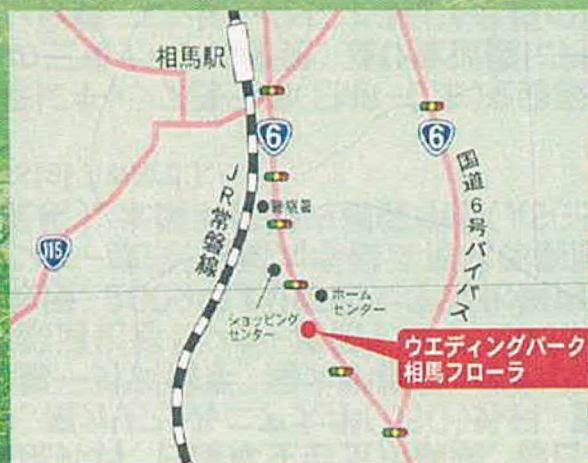 相馬駅
6
6
115
JR常磐線
国道6号バイパス
警察署
ショッピング
センター
ホーム
センター
ウエディングパーク
相馬フローラ